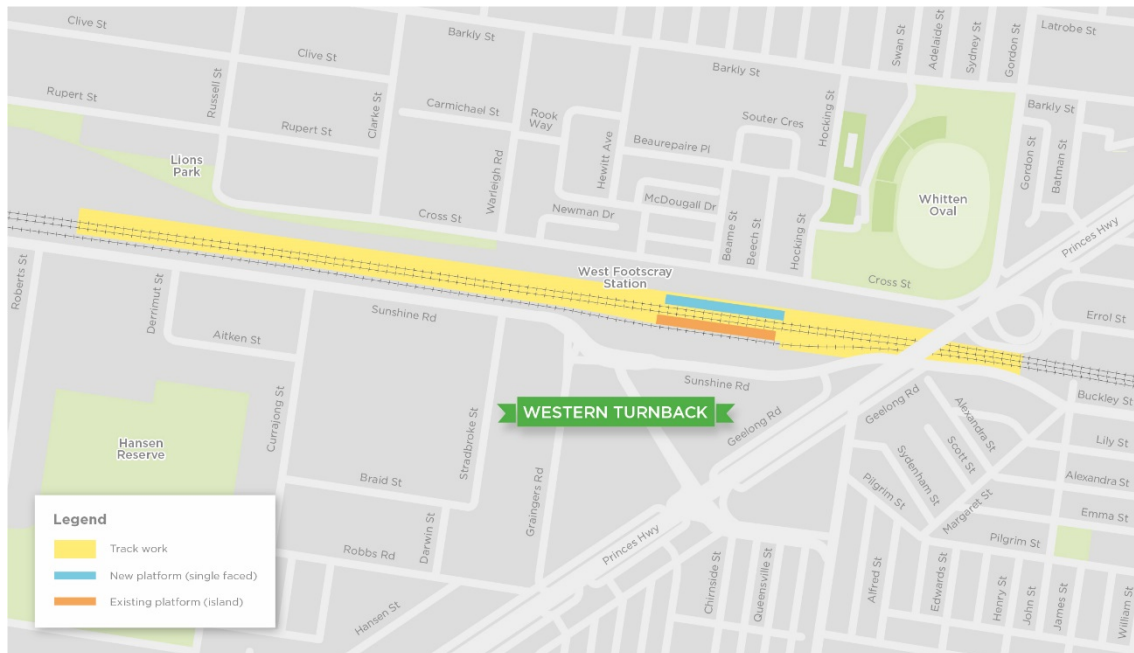 Clive St
Barkly St
Latrobe St
Swan St
Adelaide St
Sydney St
Gordon St
Clive St
Barkly St
Russell St
Rupert St
Clarke St
Carmichael St
Rook
Way
Souter Cres
Hocking St
Barkly St
Rupert St
Beaurepaire Pl
Hewitt Ave
Gordon St
Batman St
Lions
Park
Warleigh Rd
McDougall Dr
Whitten
Oval
Newman Dr
Cross St
Beame St
Beech St
Hocking St
Princes Hwy
West Footscray
Station
Cross St
Roberts St
Derrimut St
Sunshine Rd
Errol St
Aitken St
Sunshine Rd
Buckley St
WESTERN TURNBACK
Geelong Rd
Geelong Rd
Alexandra St
Currajong St
Stradbroke St
Lily St
Hansen
Reserve
Scott St
Sydenham St
Alexandra St
Braid St
Graingers Rd
Pilgrim St
Margaret St
Emma St
Legend
Track work
New platform (single faced)
Existing platform (island)
Darwin St
Robbs Rd
Princes Hwy
Pilgrim St
Hansen St
Chirnside St
Queensville St
Alfred St
Edwards St
Henry St
John St
James St
William St